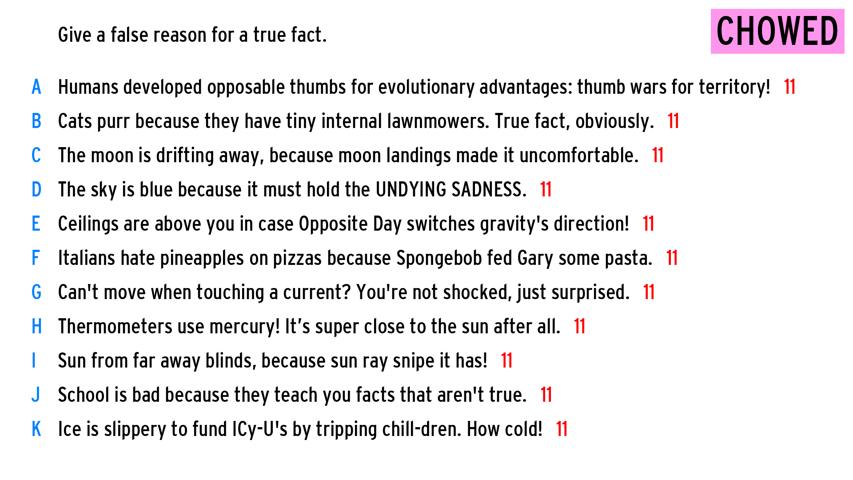 Give a false reason for a true fact.
CHOWED
A Humans developed opposable thumbs for evolutionary advantages: thumb wars for territory! 11
B Cats purr because they have tiny internal lawnmowers. True fact, obviously. 11
C The moon is drifting away, because moon landings made it uncomfortable. 11
D The sky is blue because it must hold the UNDYING SADNESS. 11
E Ceilings are above you in case Opposite Day switches gravity's direction! 11
F Italians hate pineapples on pizzas because Spongebob fed Gary some pasta. 11
G Can't move when touching a current? You're not shocked, just surprised. 11
H Thermometers use mercury! It’s super close to the sun after all. 11
I Sun from far away blinds, because sun ray snipe it has! 11
J School is bad because they teach you facts that aren't true. 11
K Ice is slippery to fund ICy-U's by tripping chill-dren. How cold! 11